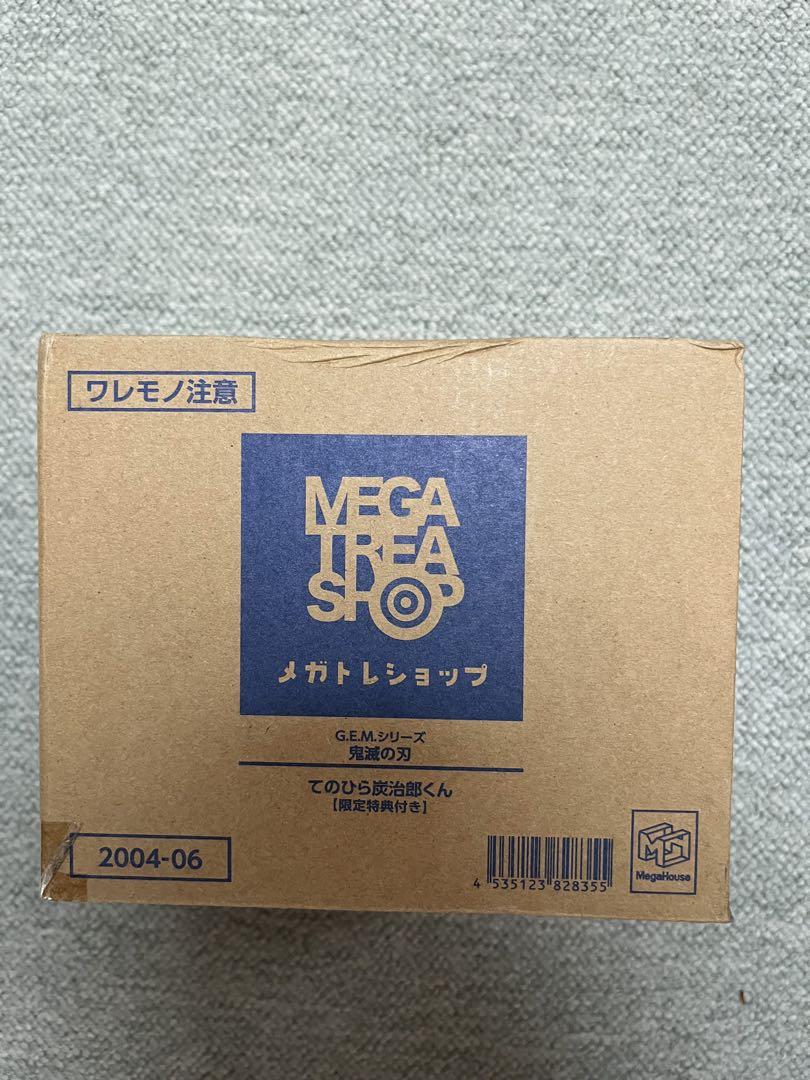 ワレモノ注意
MEGA
TREA
SHOP
メガトレショップ
G.E.M.シリーズ
鬼滅の刃
てのひら炭治郎くん
【限定特典付き】
2004-06
4 535123 828355
MegaHouse